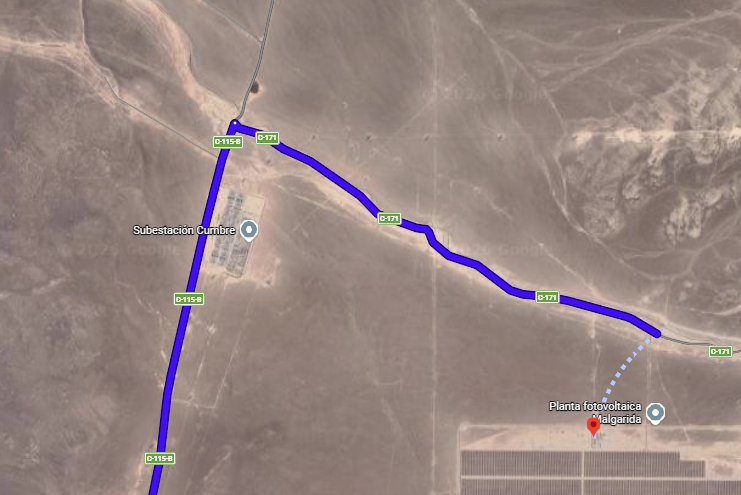 C-171
C-115-B
C-171
Subestación Cumbre
C-115-B
C-171
C-171
Planta fotovoltaica
Malgarida
C-115-B